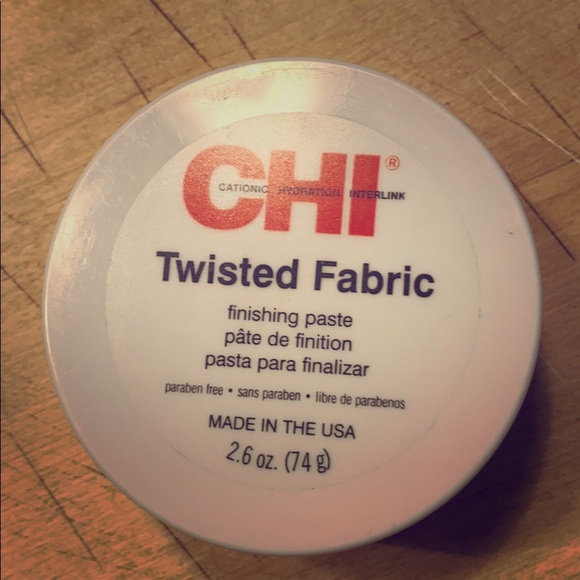 CHI®
CATIONIC HYDRATION INTERLINK
Twisted Fabric
finishing paste
pâte de finition
pasta para finalizar
paraben free • sans paraben • libre de parabenos
MADE IN THE USA
2.6 oz. (74 g)